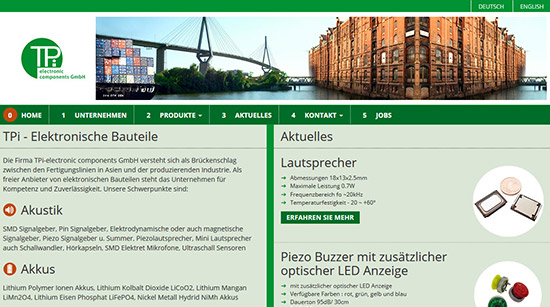 DEUTSCH
ENGLISH
TPi
electronic
components GmbH
0 HOME
1 UNTERNEHMEN
2 PRODUKTE
3 AKTUELLES
4 KONTAKT
5 JOBS
TPi - Elektronische Bauteile
Die Firma TPi-electronic components GmbH versteht sich als Brückenschlag
zwischen den Fertigungslinien in Asien und der produzierenden Industrie. Als
freier Anbieter von elektronischen Bauteilen steht das Unternehmen für
Kompetenz und Zuverlässigkeit. Unsere Schwerpunkte sind:
Akustik
SMD Signalgeber, Pin Signalgeber, Elektrodynamische oder auch magnetische
Signalgeber, Piezo Signalgeber u. Summer, Piezolautsprecher, Mini Lautsprecher
auch Schallwandler, Hörkapseln, SMD Elektret Mikrofone, Ultraschall Sensoren
Akkus
Lithium Polymer Ionen Akkus, Lithium Kolbalt Dioxide LiCoO2, Lithium Mangan
LiMn2O4, Lithium Eisen Phosphat LiFePO4, Nickel Metall Hydrid NiMh Akkus
Aktuelles
Lautsprecher
Abmessungen 18x13x2.5mm
Maximale Leistung 0.7W
Frequenzbereich fo ~20kHz
Temperaturfestigkeit - 20 ~ +60°
ERFAHREN SIE MEHR
Piezo Buzzer mit zusätzlicher
optischer LED Anzeige
mit zusätzlicher optischer LED Anzeige
Verfügbare Farben : rot, grün, gelb und blau
Dauerton 95dB/ 30cm